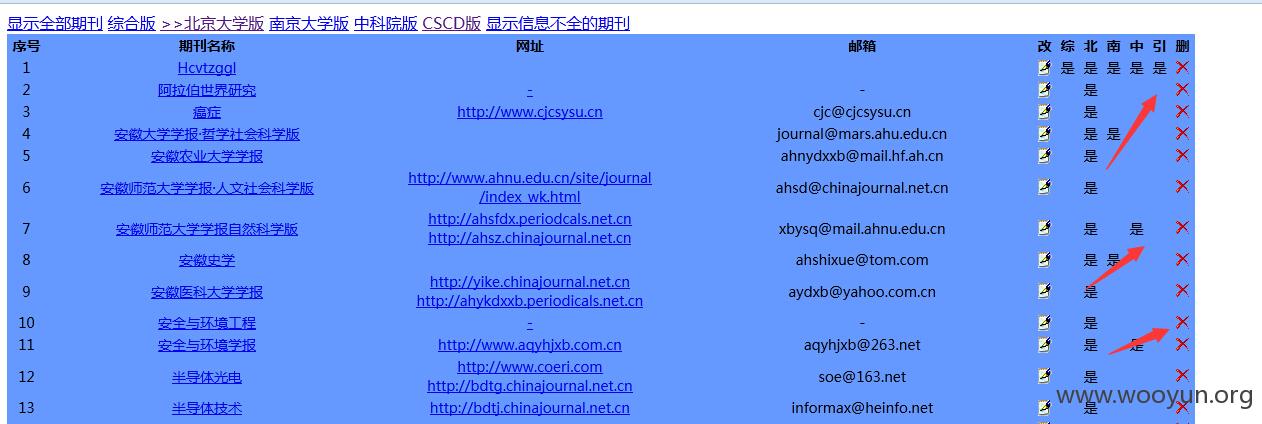 显示全部期刊 综合版 >>北京大学版 南京大学版 中科院版 CSCD版 显示信息不全的期刊
序号 期刊名称 网址 邮箱 改 综 北 南 中 引 删
1 Hcvtzggl 是 是 是 是 是
2 阿拉伯世界研究 - - 是
3 癌症 http://www.cjcsysu.cn cjc@cjcsysu.cn 是
4 安徽大学学报·哲学社会科学版 journal@mars.ahu.edu.cn 是 是
5 安徽农业大学学报 ahnydxxb@mail.hf.ah.cn 是
6 安徽师范大学学报·人文社会科学版 http://www.ahnu.edu.cn/site/journal
/index_wk.html ahsd@chinajournal.net.cn 是
7 安徽师范大学学报自然科学版 http://ahsfdx.periodcals.net.cn
http://ahsz.chinajournal.net.cn xbysq@mail.ahnu.edu.cn 是 是
8 安徽史学 ahshixue@tom.com 是 是
9 安徽医科大学学报 http://yike.chinajournal.net.cn
http://ahykdxxb.periodicals.net.cn aydxb@yahoo.com.cn 是
10 安全与环境工程 - - 是
11 安全与环境学报 http://www.aqyhjxb.com.cn aqyhjxb@263.net 是 是
12 半导体光电 http://www.coeri.com
http://bdtg.chinajournal.net.cn soe@163.net 是
13 半导体技术 http://bdtj.chinajournal.net.cn informax@heinfo.net 是
www.wooyun.org